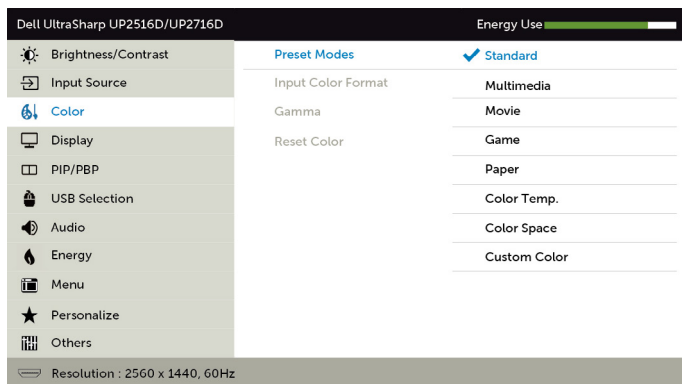 Dell UltraSharp UP2516D/UP2716D
Energy Use
Brightness/Contrast
Input Source
Color
Display
PIP/PBP
USB Selection
Audio
Energy
Menu
Personalize
Others
Preset Modes
Input Color Format
Gamma
Reset Color
Standard
Multimedia
Movie
Game
Paper
Color Temp.
Color Space
Custom Color
Resolution : 2560 x 1440, 60Hz